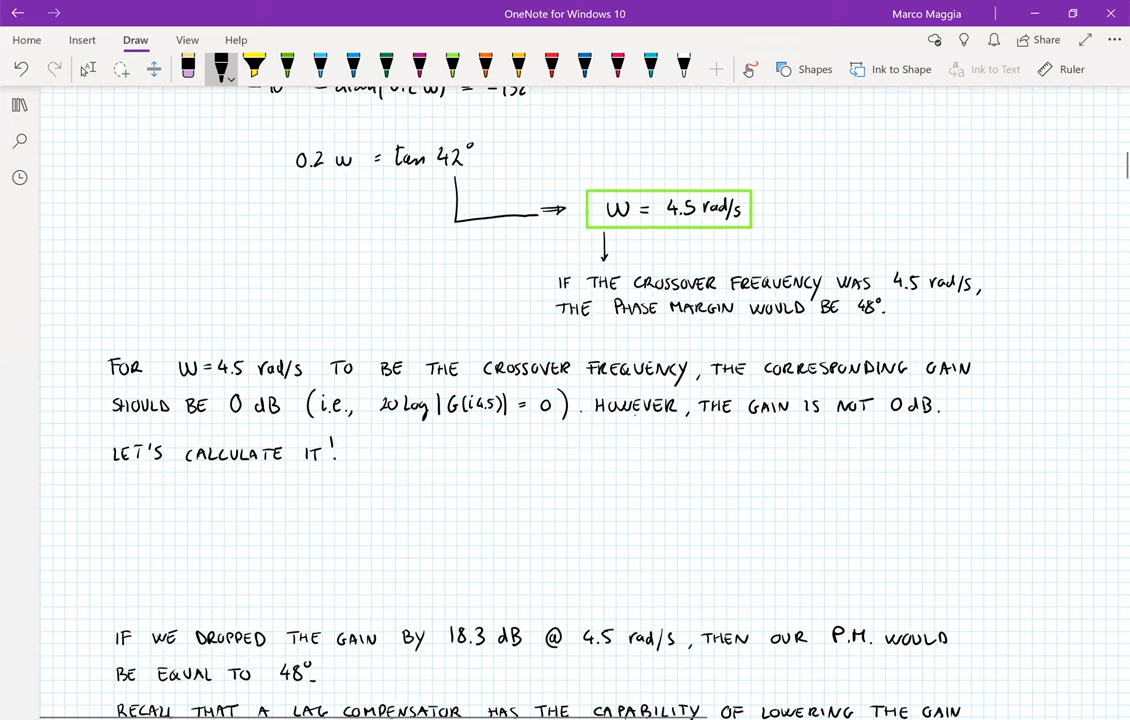 OneNote for Windows 10
Marco Maggia
Home Insert Draw View Help
Share
Shapes
Ink to Shape
Ink to Text
Ruler
0.2 W = tan 42°
⇒ W = 4.5 rad/s
IF THE CROSSOVER FREQUENCY WAS 4.5 rad/s,
THE PHASE MARGIN WOULD BE 48°.
FOR W=4.5 rad/s TO BE THE CROSSOVER FREQUENCY, THE CORRESPONDING GAIN
SHOULD BE 0 dB (i.e., 20 log |G(i4.5)| = 0). HOWEVER, THE GAIN IS NOT 0 dB.
LET'S CALCULATE IT!
IF WE DROPPED THE GAIN BY 18.3 dB @ 4.5 rad/s, THEN OUR P.M. WOULD
BE EQUAL TO 48°.
RECALL THAT A LAG COMPENSATOR HAS THE CAPABILITY OF LOWERING THE GAIN